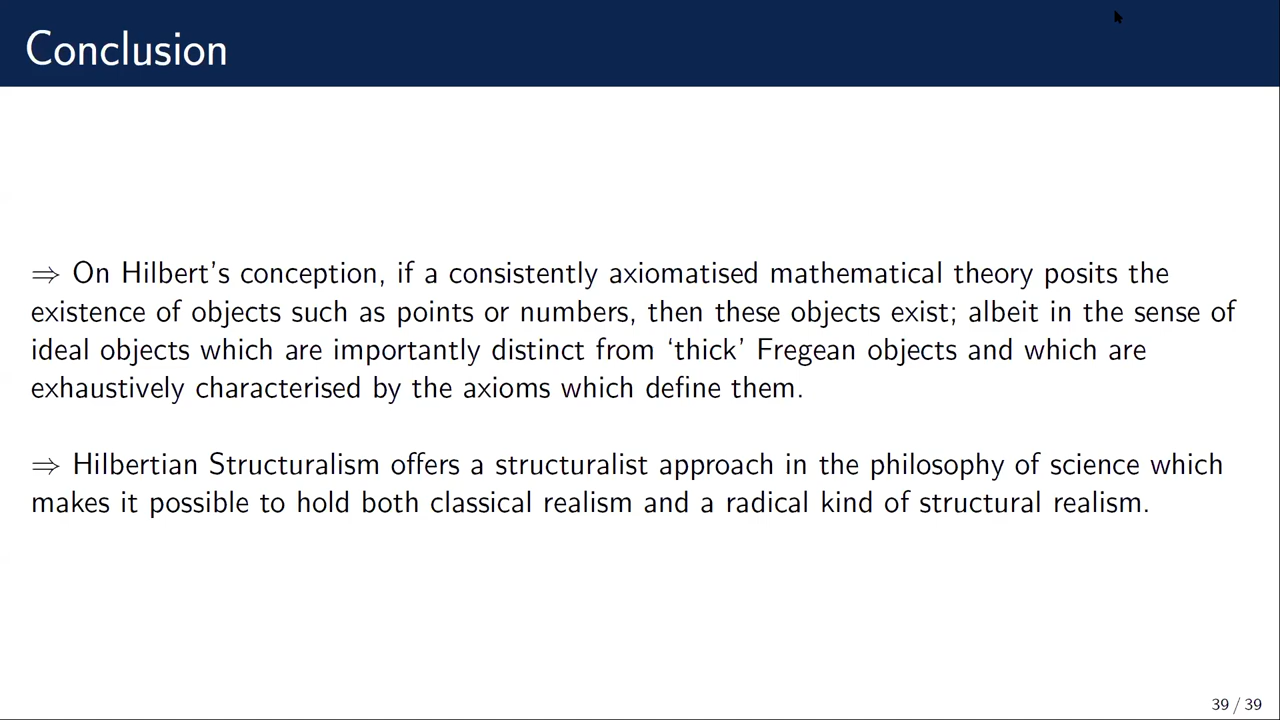 Conclusion
⇒ On Hilbert's conception, if a consistently axiomatised mathematical theory posits the
existence of objects such as points or numbers, then these objects exist; albeit in the sense of
ideal objects which are importantly distinct from ‘thick’ Fregean objects and which are
exhaustively characterised by the axioms which define them.
⇒ Hilbertian Structuralism offers a structuralist approach in the philosophy of science which
makes it possible to hold both classical realism and a radical kind of structural realism.
39 / 39